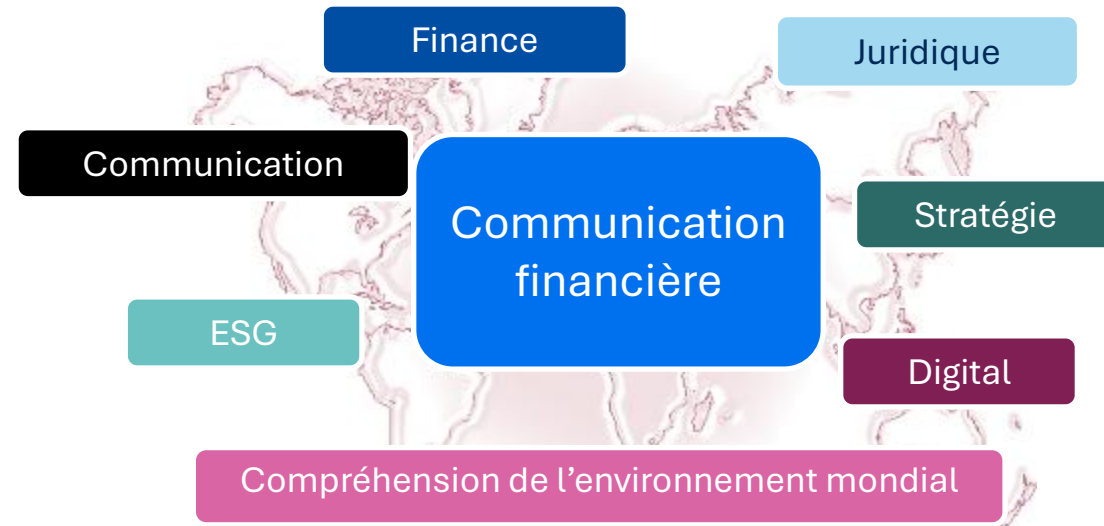 Finance
Juridique
Communication
Communication
financière
Stratégie
ESG
Digital
Compréhension de l’environnement mondial